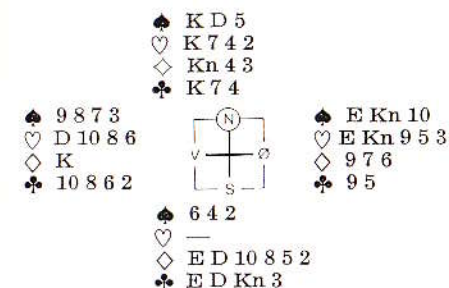 ♠ K D 5
♡ K 7 4 2
♢ Kn 4 3
♣ K 7 4
♠ 9 8 7 3
♡ D 10 8 6
♢ K
♣ 10 8 6 2
N
V Ø
S
♠ E Kn 10
♡ E Kn 9 5 3
♢ 9 7 6
♣ 9 5
♠ 6 4 2
♡ —
♢ E D 10 8 5 2
♣ E D Kn 3